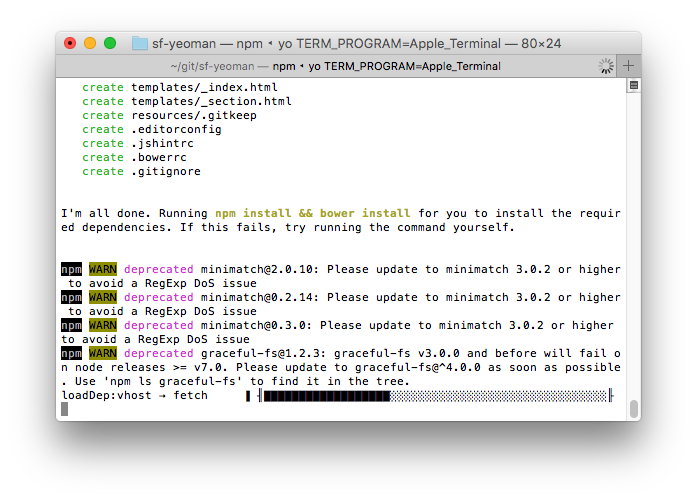 sf-yeoman — npm ◂ yo TERM_PROGRAM=Apple_Terminal — 80×24
~/git/sf-yeoman — npm ◂ yo TERM_PROGRAM=Apple_Terminal
create templates/_index.html
create templates/_section.html
create resources/.gitkeep
create .editorconfig
create .jshintrc
create .bowerrc
create .gitignore
I'm all done. Running npm install && bower install for you to install the requir
ed dependencies. If this fails, try running the command yourself.
npm WARN deprecated minimatch@2.0.10: Please update to minimatch 3.0.2 or higher
to avoid a RegExp DoS issue
npm WARN deprecated minimatch@0.2.14: Please update to minimatch 3.0.2 or higher
to avoid a RegExp DoS issue
npm WARN deprecated minimatch@0.3.0: Please update to minimatch 3.0.2 or higher
to avoid a RegExp DoS issue
npm WARN deprecated graceful-fs@1.2.3: graceful-fs v3.0.0 and before will fail o
n node releases >= v7.0. Please update to graceful-fs@^4.0.0 as soon as possible
. Use 'npm ls graceful-fs' to find it in the tree.
loadDep:vhost → fetch